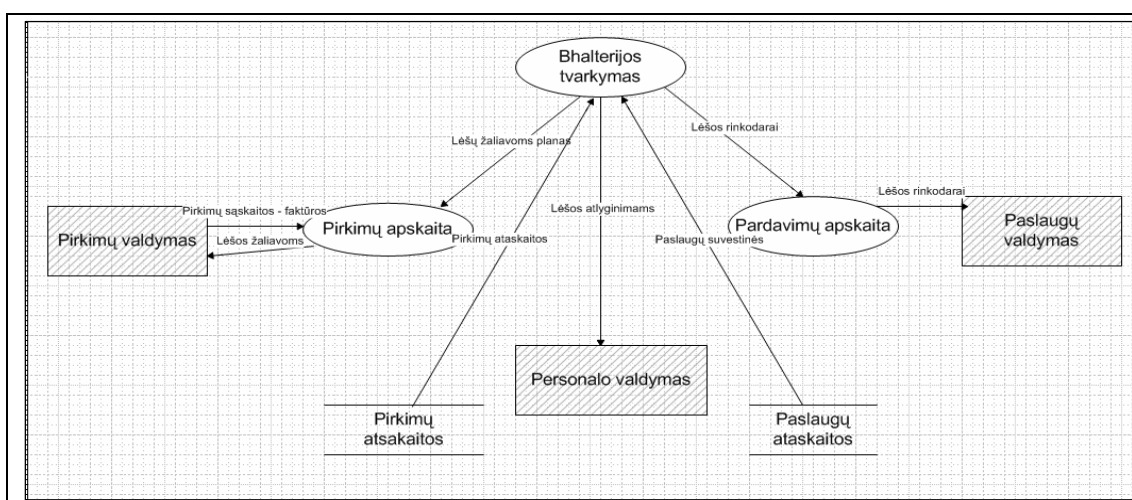 Bhalterijos
tvarkymas
Lėšos rinkodarai
Lėšų žaliavoms planas
Lėšos rinkodarai
Pirkimų sąskaitos - faktūros
Lėšos atlyginimams
Pirkimų valdymas
Pirkimų apskaita
Pardavimų apskaita
Paslaugų
valdymas
Lėšos žaliavoms
Pirkimų ataskaitos
Paslaugų suvestinės
Personalo valdymas
Pirkimų
atsakaitos
Paslaugų
ataskaitos